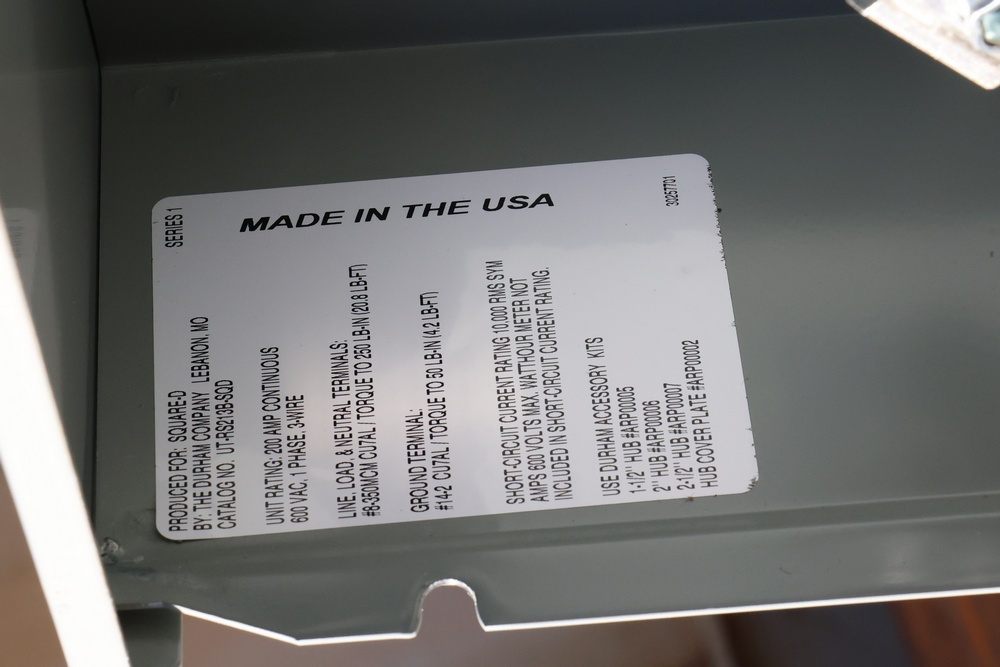 SERIES 1
MADE IN THE USA
30257701
PRODUCED FOR: SQUARE-D
BY: THE DURHAM COMPANY LEBANON, MO
CATALOG NO. UT-RS213B-SQD
UNIT RATING: 200 AMP CONTINUOUS
600 VAC, 1 PHASE, 3-WIRE
LINE, LOAD, & NEUTRAL TERMINALS:
#6-350MCM CU/AL / TORQUE TO 250 LB-IN (20.8 LB-FT)
GROUND TERMINAL:
#14-2 CU/AL / TORQUE TO 50 LB-IN (4.2 LB-FT)
SHORT-CIRCUIT CURRENT RATING 10,000 RMS SYM
AMPS 600 VOLTS MAX. WATTHOUR METER NOT
INCLUDED IN SHORT-CIRCUIT CURRENT RATING.
USE DURHAM ACCESSORY KITS
1-1/2" HUB #ARP00005
2" HUB #ARP00006
2-1/2" HUB #ARP0007
HUB COVER PLATE #ARP00002